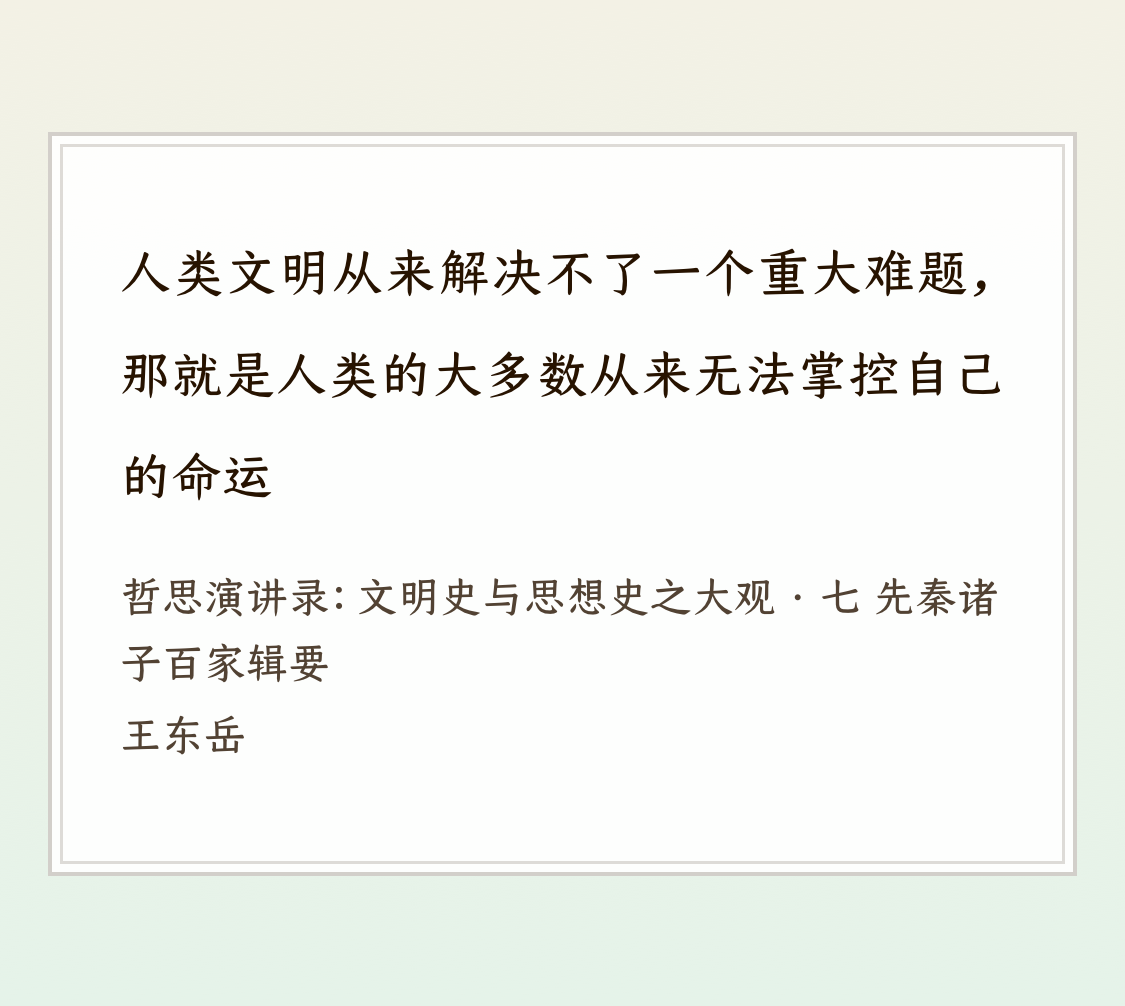 人类文明从来解决不了一个重大难题，
那就是人类的大多数从来无法掌控自己
的命运
哲思演讲录：文明史与思想史之大观·七 先秦诸
子百家辑要
王东岳